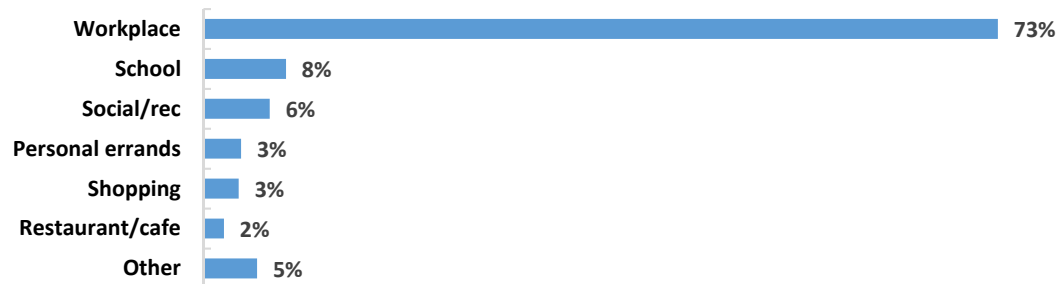 Workplace 73%
School 8%
Social/rec 6%
Personal errands 3%
Shopping 3%
Restaurant/cafe 2%
Other 5%